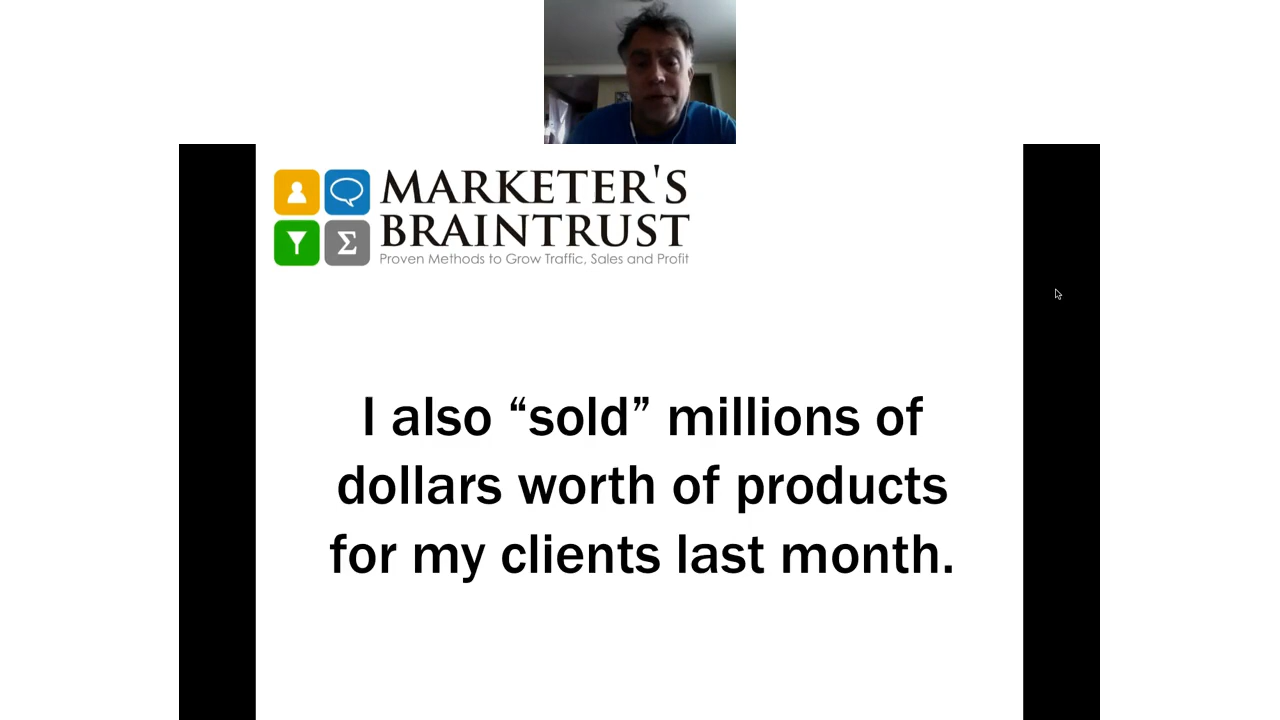 MARKETER'S
BRAINTRUST
Proven Methods to Grow Traffic, Sales and Profit
I also “sold” millions of
dollars worth of products
for my clients last month.